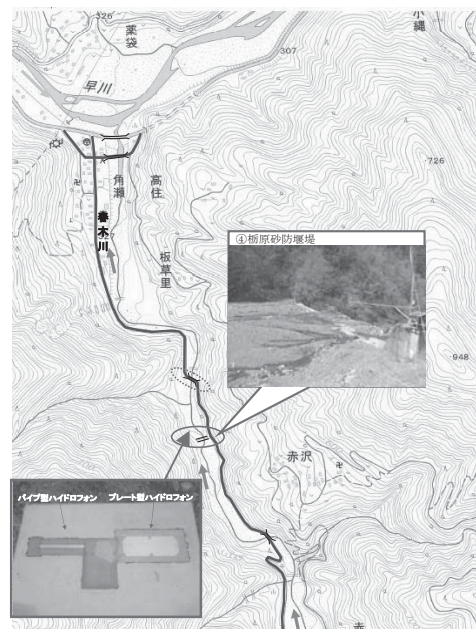 326
薬袋
小縄
307
早川
726
角瀬
高住
春木川
板草里
④栃原砂防堰堤
948
赤沢
パイプ型ハイドロフォン
プレート型ハイドロフォン
赤